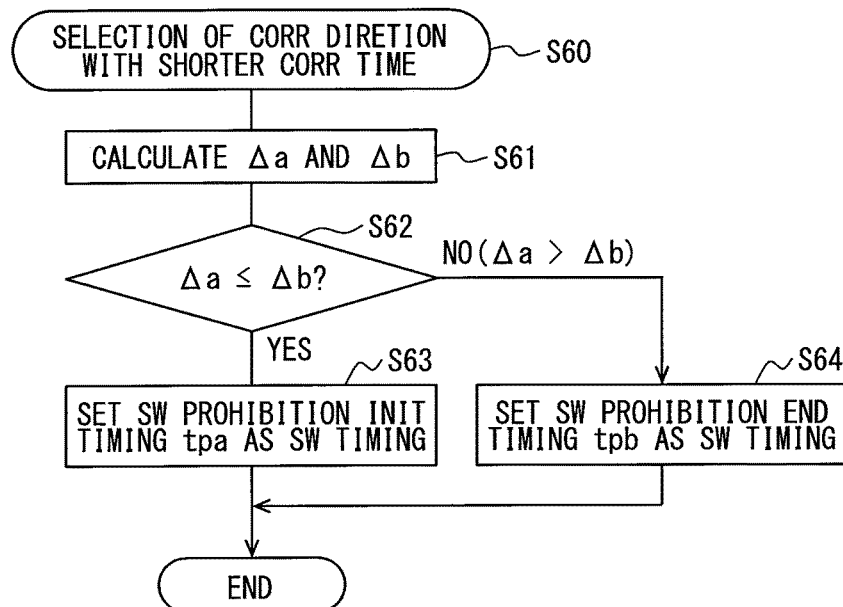 SELECTION OF CORR DIRETION
WITH SHORTER CORR TIME
S60
CALCULATE Δa AND Δb
S61
S62
Δa ≤ Δb?
NO(Δa > Δb)
YES
S63
SET SW PROHIBITION INIT
TIMING tpa AS SW TIMING
S64
SET SW PROHIBITION END
TIMING tpb AS SW TIMING
END